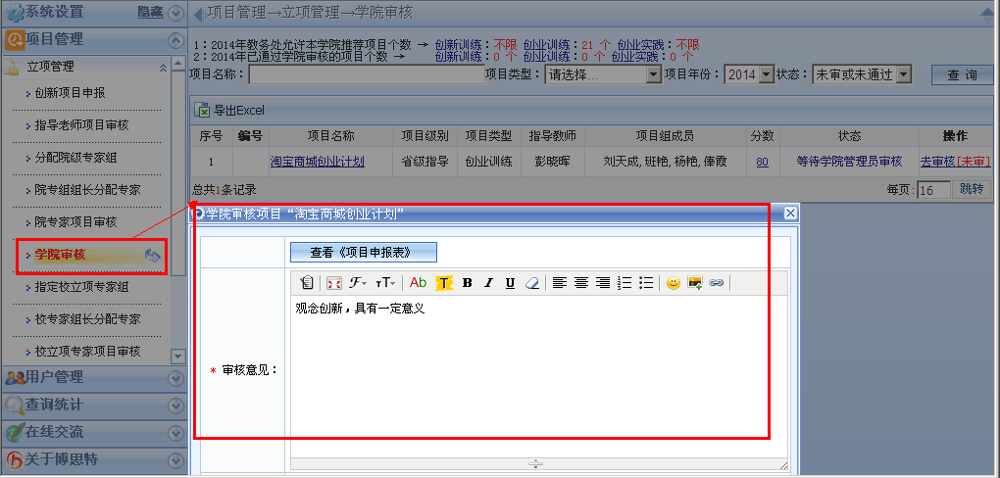 系统设置 隐藏
项目管理
立项管理
创新项目申报
指导老师项目审核
分配院级专家组
院专组组长分配专家
院专家项目审核
学院审核
指定校立项专家组
校专家组长分配专家
校立项专家项目审核
用户管理
查询统计
在线交流
关于博思特
项目管理→立项管理→学院审核
1：2014年教务处允许本学院推荐项目个数 → 创新训练：不限 创业训练：21 个 创业实践：不限
2：2014年已通过学院审核的项目个数 → 创新训练：0 个 创业训练：0 个 创业实践：0 个
项目名称： 项目类型： 请选择... 项目年份： 2014 状态： 未审或未通过 查 询
导出Excel
序号 编号 项目名称 项目级别 项目类型 指导教师 项目组成员 分数 状态 操作
1 淘宝商城创业计划 省级指导 创业训练 彭晓晖 刘天成, 班艳, 杨艳, 俸霞 80 等待学院管理员审核 去审核[未审]
总共1条记录
每页: 16 跳转
学院审核项目“淘宝商城创业计划”
查看《项目申报表》
观念创新，具有一定意义
* 审核意见：